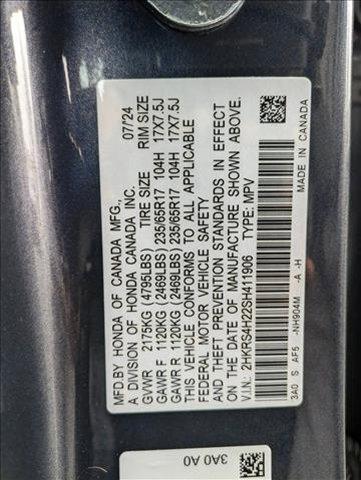 MFD.BY HONDA OF CANADA MFG.,
A DIVISION OF HONDA CANADA INC. 07/24
GVWR 2175KG (4795LBS) TIRE SIZE RIM SIZE
GAWR F 1120KG (2469LBS) 235/65R17 104H 17X7.5J
GAWR R 1120KG (2469LBS) 235/65R17 104H 17X7.5J
THIS VEHICLE CONFORMS TO ALL APPLICABLE
FEDERAL MOTOR VEHICLE SAFETY
AND THEFT PREVENTION STANDARDS IN EFFECT
ON THE DATE OF MANUFACTURE SHOWN ABOVE.
V.I.N: 2HKRS4H22SH411906 TYPE: MPV
3A0 S AF5 -NH904M -A -H MADE IN CANADA
3A0 A0